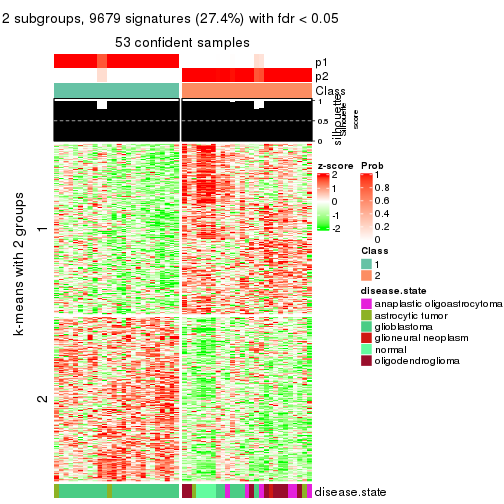 2 subgroups, 9679 signatures (27.4%) with fdr < 0.05
53 confident samples
p1
p2
Class
1
0.5
0
silhouette
score
k-means with 2 groups
1
2
z-score
2
1
0
-1
-2
Prob
1
0.8
0.6
0.4
0.2
0
Class
1
2
disease.state
anaplastic oligoastrocytoma
astrocytic tumor
glioblastoma
glioneural neoplasm
normal
oligodendroglioma
disease.state